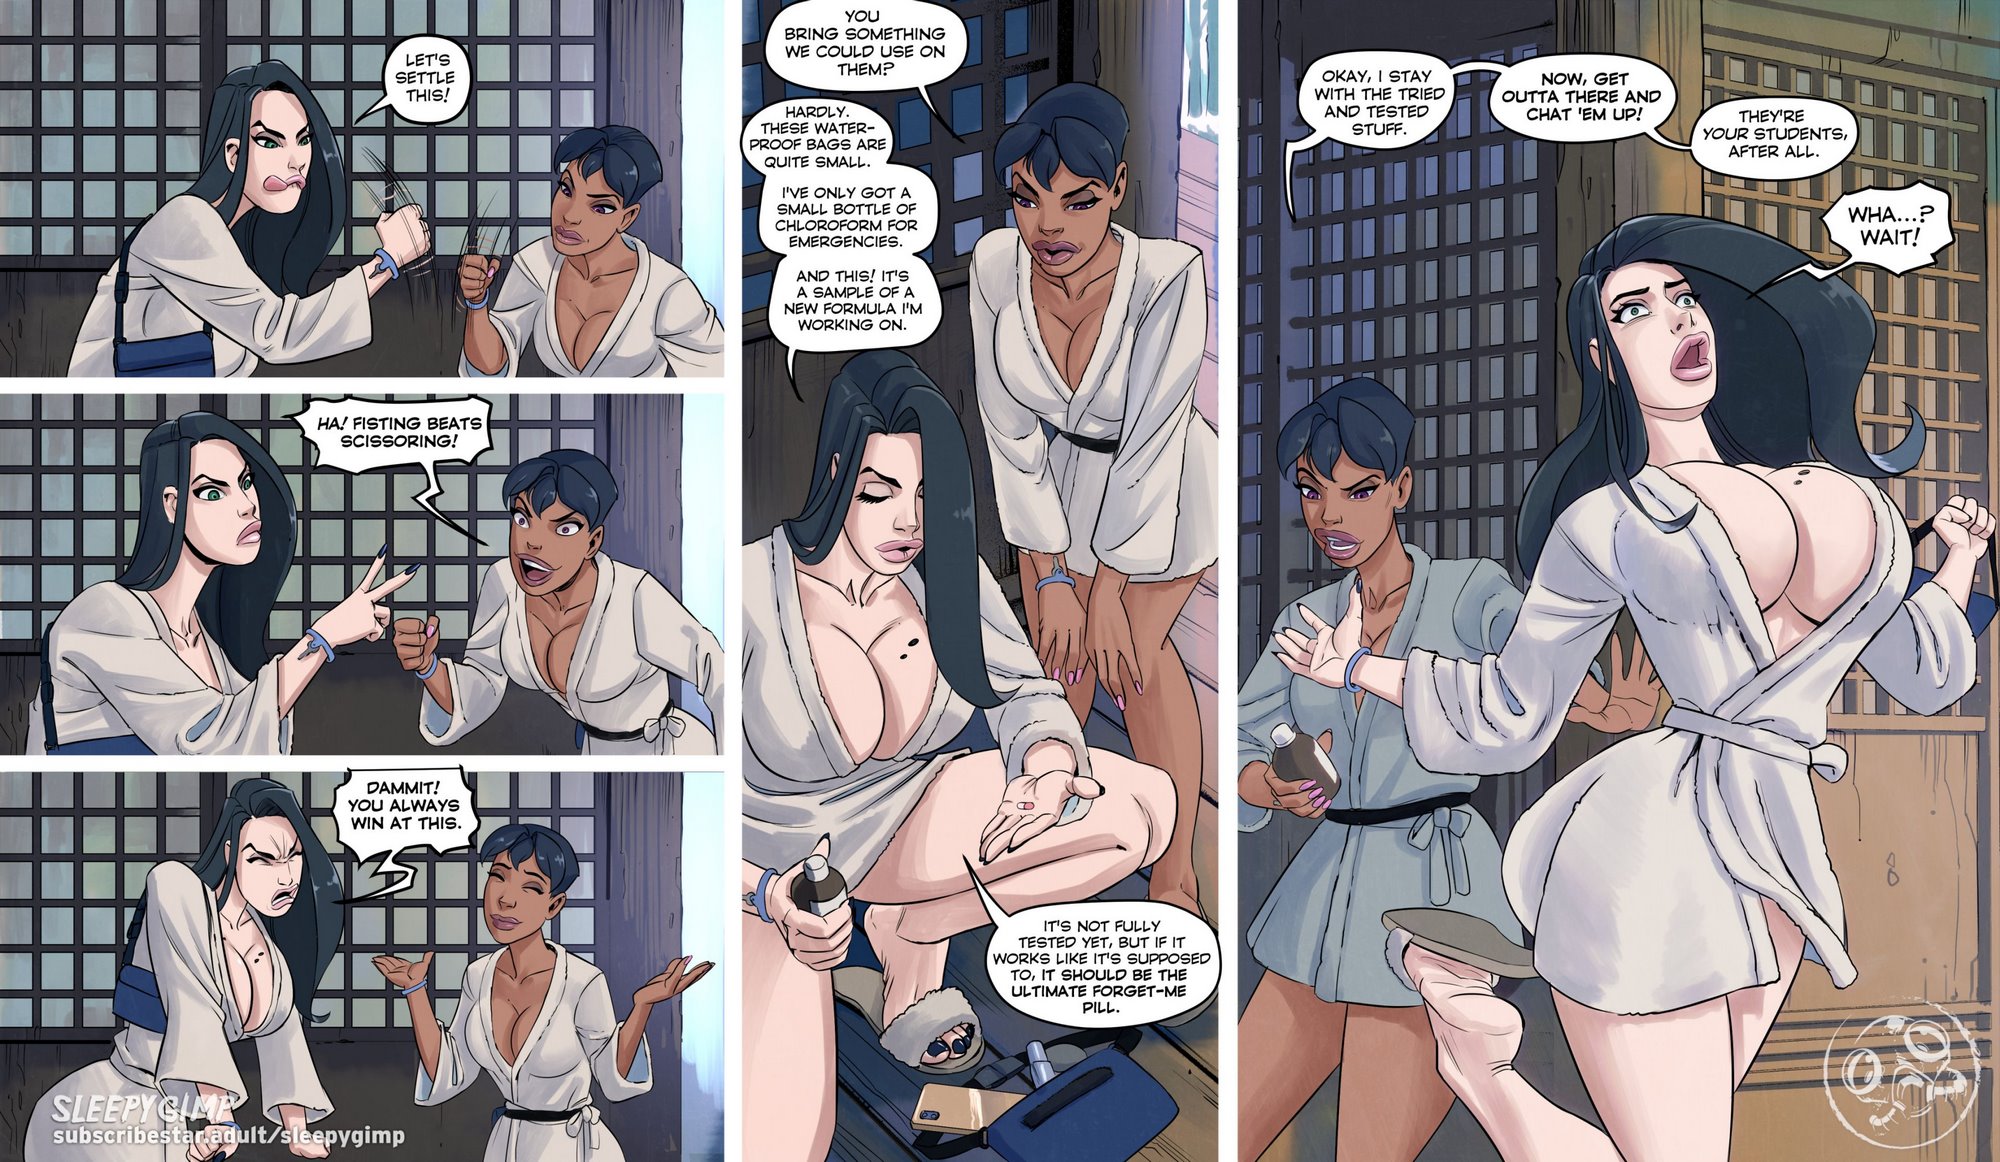 LET'S
SETTLE
THIS!
HA! FISTING BEATS
SCISSORING!
DAMMIT!
YOU ALWAYS
WIN AT THIS.
SLEEPYGIMP
subscribestar.adult/sleepygimp
YOU
BRING SOMETHING
WE COULD USE ON
THEM?
HARDLY.
THESE WATER-
PROOF BAGS ARE
QUITE SMALL.
I'VE ONLY GOT A
SMALL BOTTLE OF
CHLOROFORM FOR
EMERGENCIES.
AND THIS! IT'S
A SAMPLE OF A
NEW FORMULA I'M
WORKING ON.
IT'S NOT FULLY
TESTED YET, BUT IF IT
WORKS LIKE IT'S SUPPOSED
TO, IT SHOULD BE THE
ULTIMATE FORGET-ME
PILL.
OKAY, I STAY
WITH THE TRIED
AND TESTED
STUFF.
NOW, GET
OUTTA THERE AND
CHAT 'EM UP!
THEY'RE
YOUR STUDENTS,
AFTER ALL.
WHA...?
WAIT!